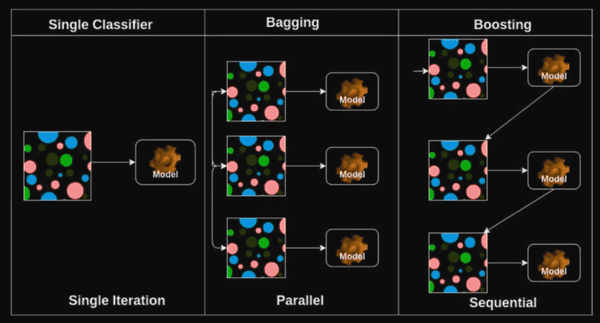 Single Classifier
Bagging
Boosting
Model
Model
Model
Model
Model
Model
Model
Single Iteration
Parallel
Sequential